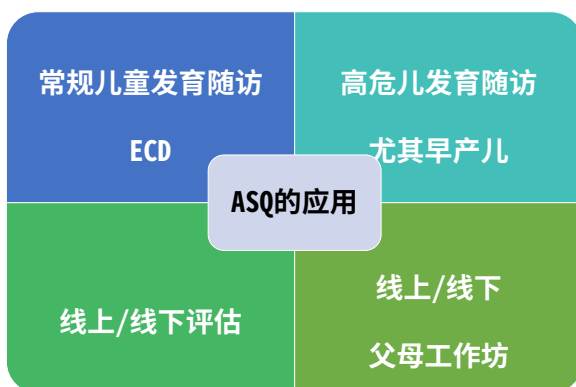 常规儿童发育随访
ECD
高危儿发育随访
尤其早产儿
ASQ的应用
线上/线下评估
线上/线下
父母工作坊